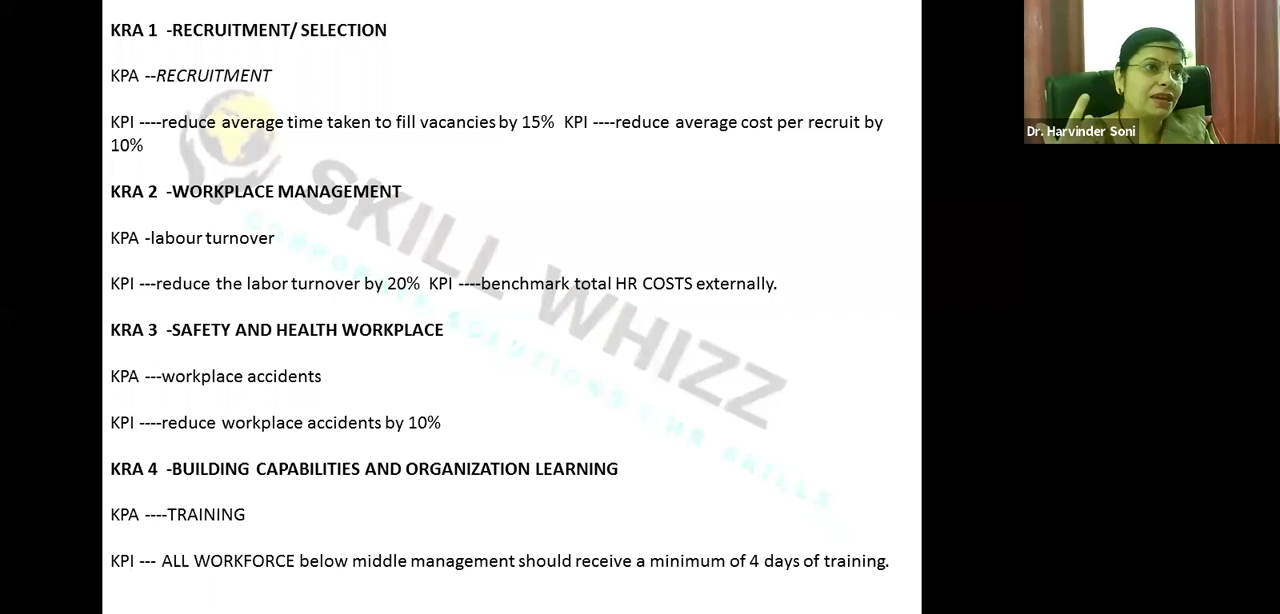 KRA 1 -RECRUITMENT/ SELECTION
KPA --RECRUITMENT
KPI ----reduce average time taken to fill vacancies by 15% KPI ----reduce average cost per recruit by
10%
KRA 2 -WORKPLACE MANAGEMENT
KPA -labour turnover
KPI ---reduce the labor turnover by 20% KPI ----benchmark total HR COSTS externally.
KRA 3 -SAFETY AND HEALTH WORKPLACE
KPA ---workplace accidents
KPI ----reduce workplace accidents by 10%
KRA 4 -BUILDING CAPABILITIES AND ORGANIZATION LEARNING
KPA ----TRAINING
KPI --- ALL WORKFORCE below middle management should receive a minimum of 4 days of training.
SKILL WHIZZ
CORPORATE SOLUTIONS | HR SKILLS
Dr. Harvinder Soni